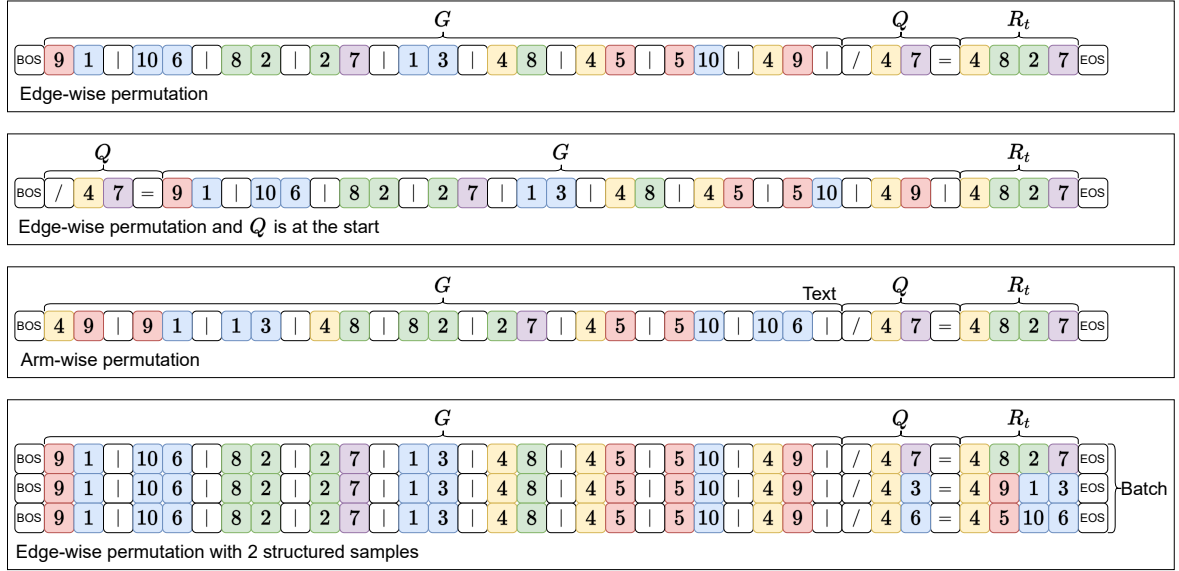 G Q R_t
BOS 9 1 | 10 6 | 8 2 | 2 7 | 1 3 | 4 8 | 4 5 | 5 10 | 4 9 | / 4 7 = 4 8 2 7 EOS
Edge-wise permutation
Q G R_t
BOS / 4 7 = 9 1 | 10 6 | 8 2 | 2 7 | 1 3 | 4 8 | 4 5 | 5 10 | 4 9 | 4 8 2 7 EOS
Edge-wise permutation and Q is at the start
G Text Q R_t
BOS 4 9 | 9 1 | 1 3 | 4 8 | 8 2 | 2 7 | 4 5 | 5 10 | 10 6 | / 4 7 = 4 8 2 7 EOS
Arm-wise permutation
G Q R_t
BOS 9 1 | 10 6 | 8 2 | 2 7 | 1 3 | 4 8 | 4 5 | 5 10 | 4 9 | / 4 7 = 4 8 2 7 EOS
BOS 9 1 | 10 6 | 8 2 | 2 7 | 1 3 | 4 8 | 4 5 | 5 10 | 4 9 | / 4 3 = 4 9 1 3 EOS Batch
BOS 9 1 | 10 6 | 8 2 | 2 7 | 1 3 | 4 8 | 4 5 | 5 10 | 4 9 | / 4 6 = 4 5 10 6 EOS
Edge-wise permutation with 2 structured samples